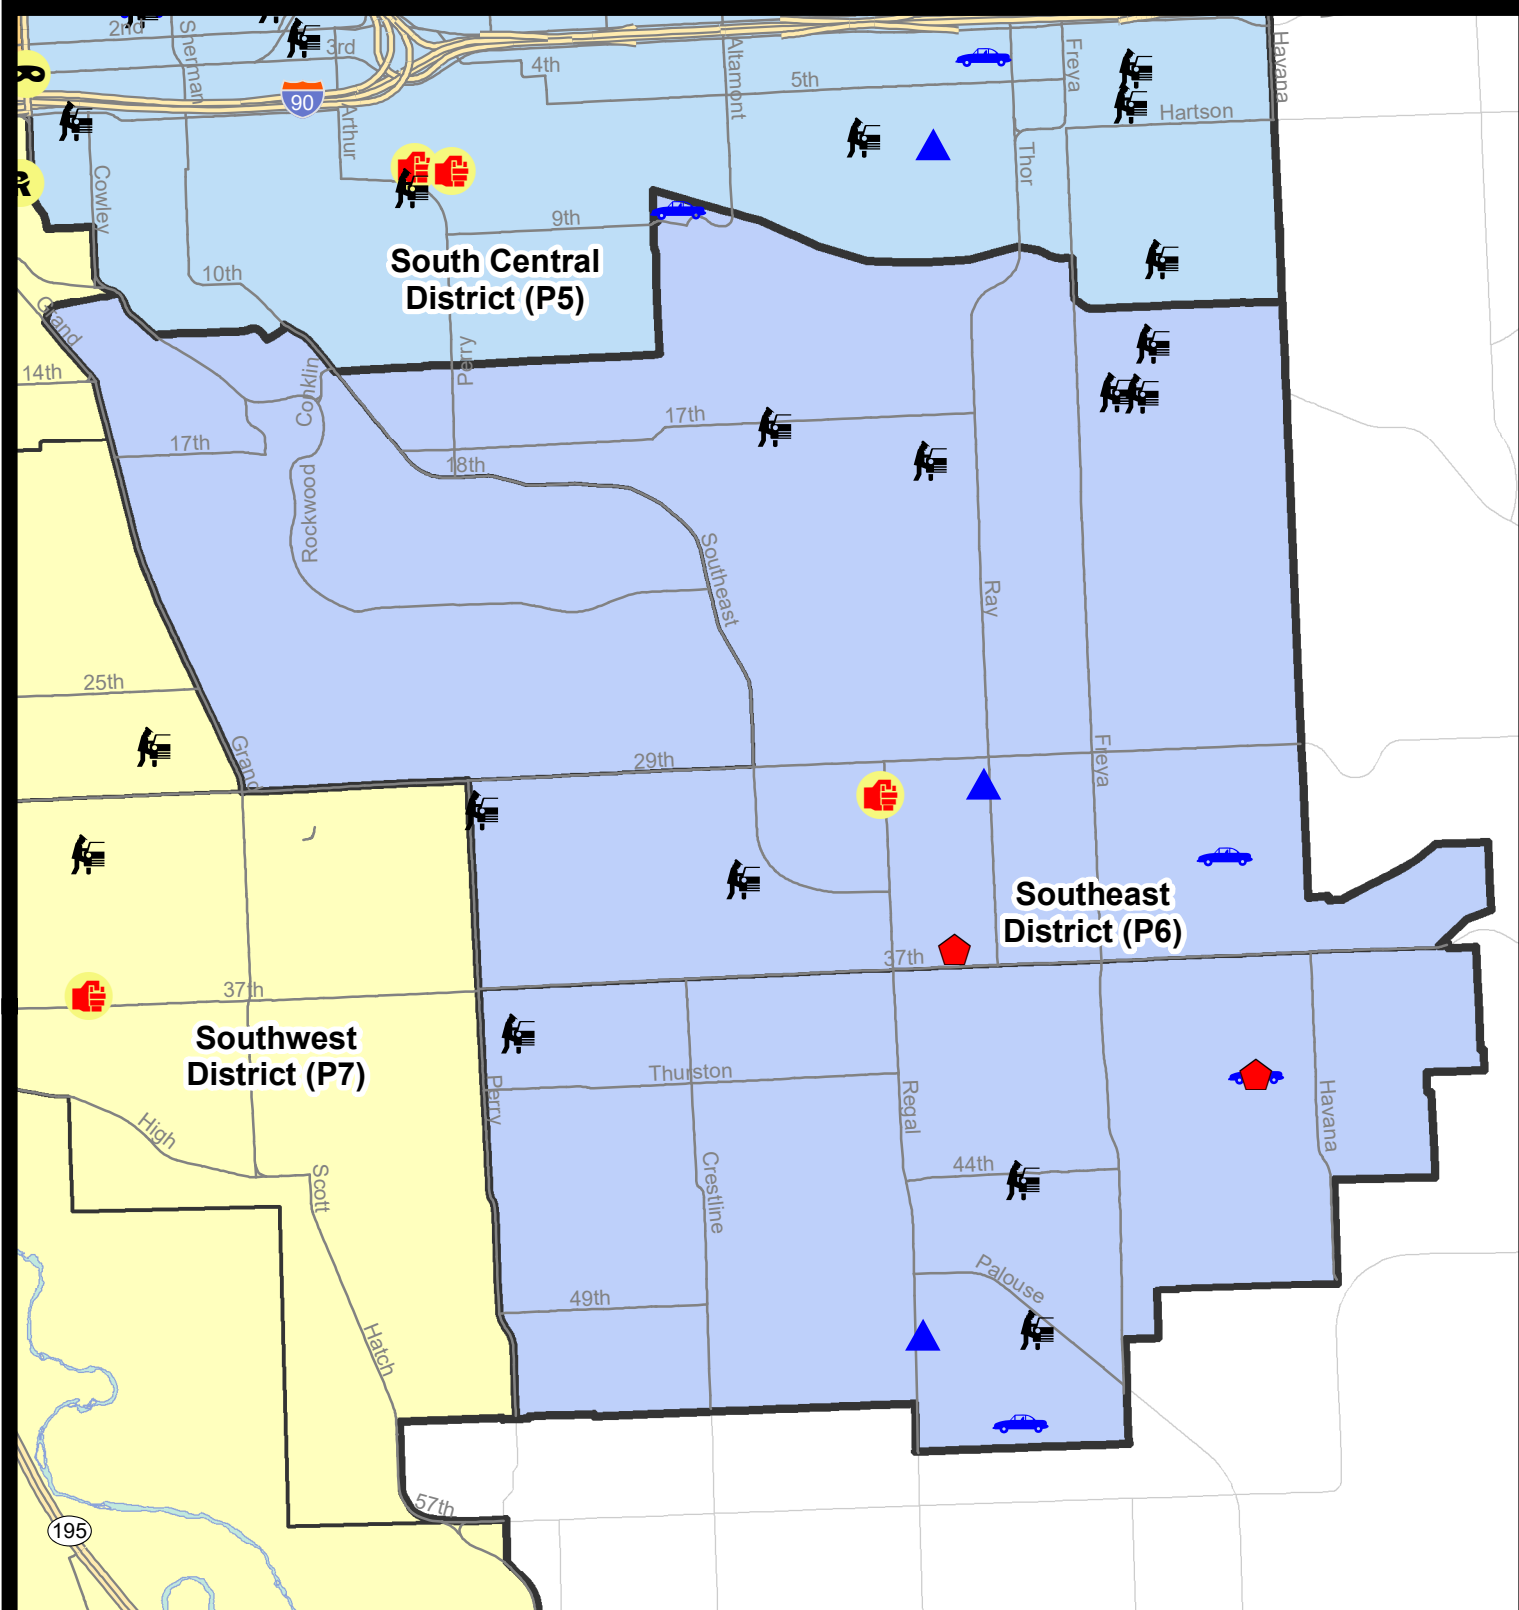 2nd
Sherman
3rd
4th
Altamont
5th
Freya
Havana
90
Arthur
Hartson
Cowley
Thor
9th
South Central
District (P5)
10th
Grand
14th
Perry
Conklin
17th
17th
18th
Rockwood
Southeast
Ray
25th
Grand
29th
Freya
Southeast
District (P6)
37th
37th
Southwest
District (P7)
Thurston
Perry
Regal
Havana
High
44th
Scott
Crestline
Palouse
49th
Hatch
57th
195